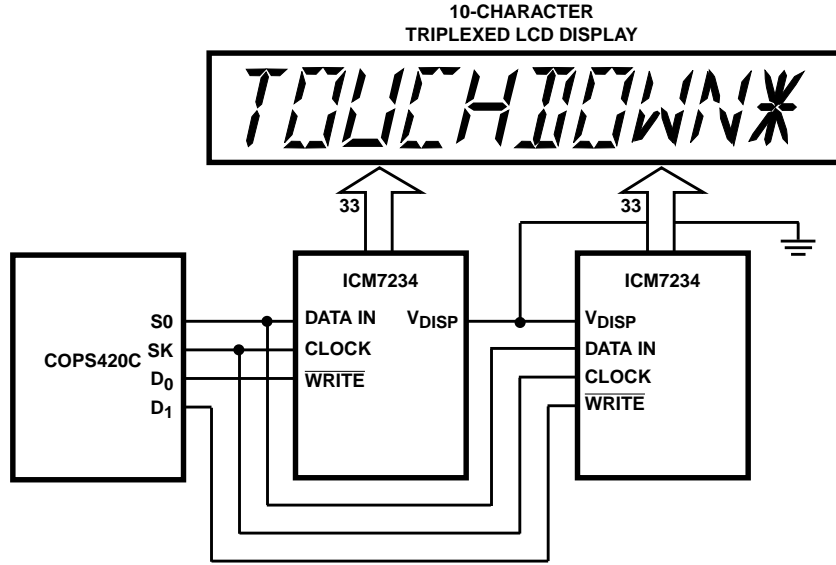 10-CHARACTER
TRIPLEXED LCD DISPLAY
TOUCHDOWN*
33
33
ICM7234
ICM7234
COPS420C
S0
SK
D0
D1
DATA IN
CLOCK
WRITE
VDISP
VDISP
DATA IN
CLOCK
WRITE